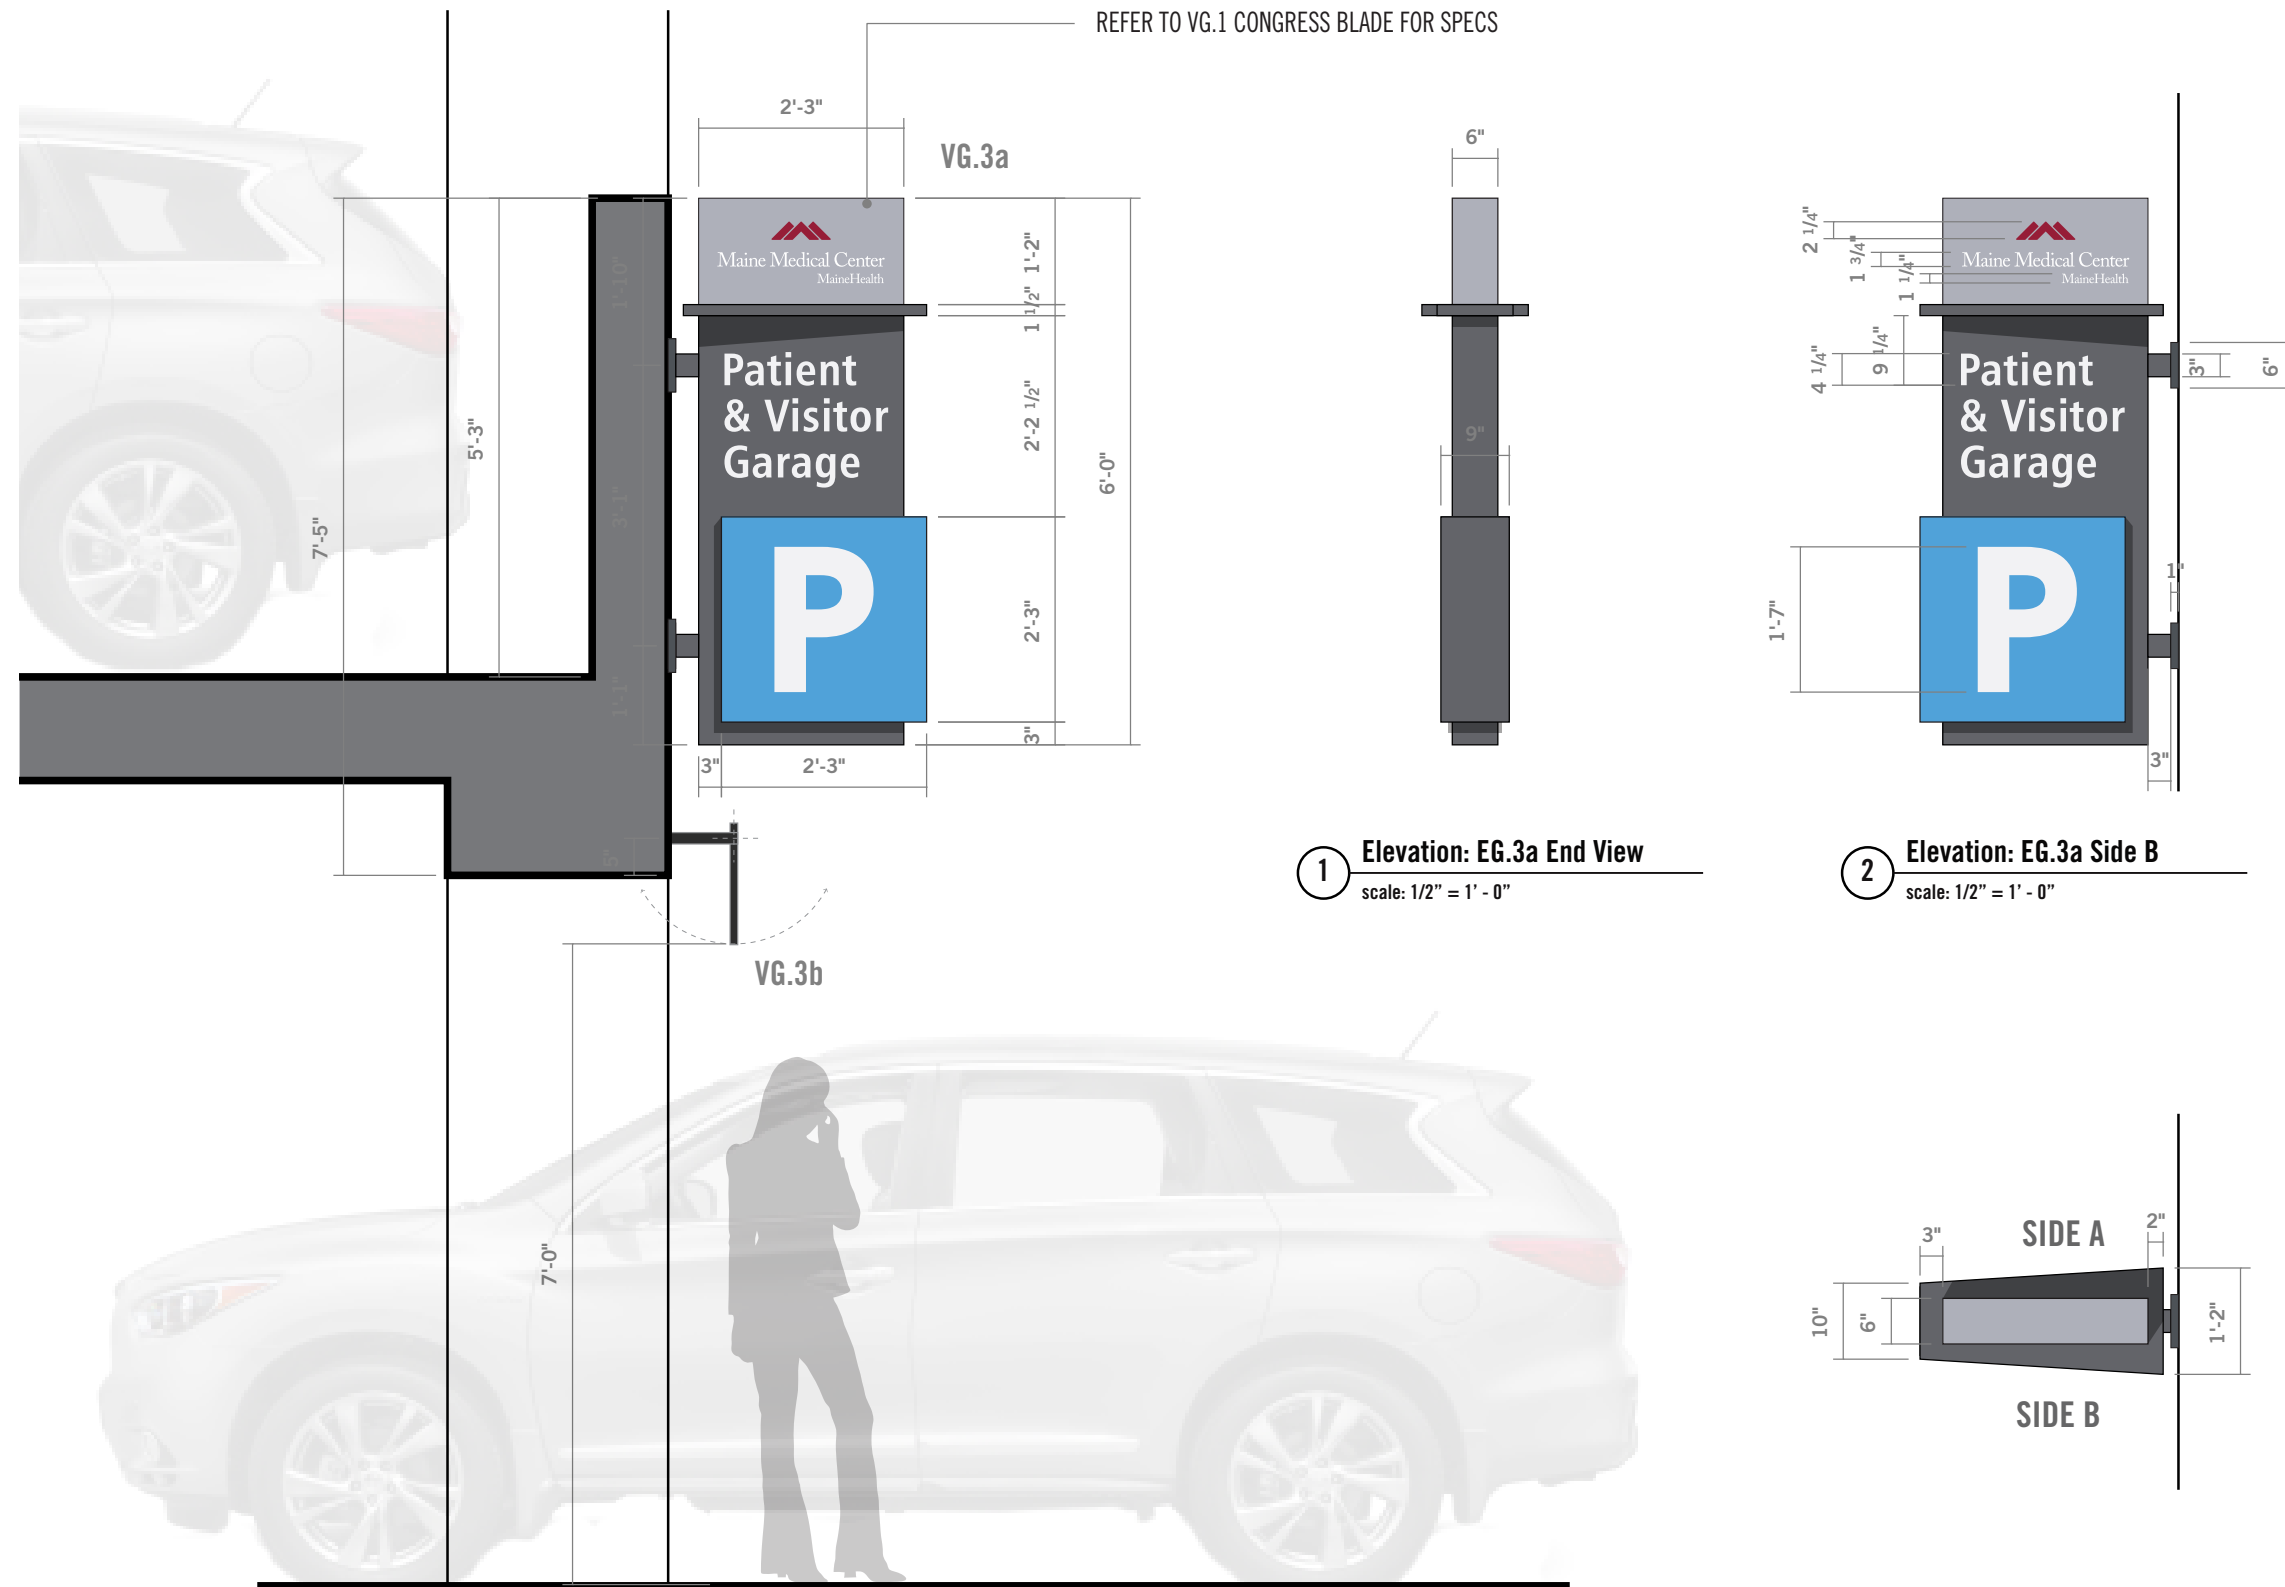 REFER TO VG.1 CONGRESS BLADE FOR SPECS
2'-3"
VG.3a
Maine Medical Center
MaineHealth
Patient
& Visitor
Garage
P
1'-2"
1 1/2"
2'-2 1/2"
2'-3"
3"
6'-0"
3"
2'-3"
1'-10"
3'-1"
1'-1"
5'-3"
7'-5"
5"
VG.3b
7'-0"
6"
9"
1
Elevation: EG.3a End View
scale: 1/2” = 1’ - 0”
2 1/4"
1 3/4"
1 1/4"
9 1/4"
4 1/4"
Maine Medical Center
MaineHealth
Patient
& Visitor
Garage
P
3"
6"
1'-7"
1"
3"
2
Elevation: EG.3a Side B
scale: 1/2” = 1’ - 0”
3"
SIDE A
2"
10"
6"
1'-2"
SIDE B